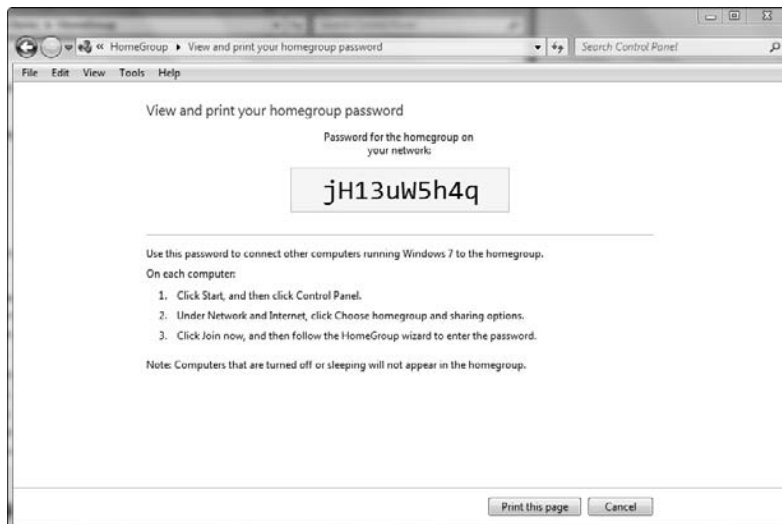 « HomeGroup ▸ View and print your homegroup password
Search Control Panel
File Edit View Tools Help
View and print your homegroup password
Password for the homegroup on
your network:
jH13uW5h4q
Use this password to connect other computers running Windows 7 to the homegroup.
On each computer:
1. Click Start, and then click Control Panel.
2. Under Network and Internet, click Choose homegroup and sharing options.
3. Click Join now, and then follow the HomeGroup wizard to enter the password.
Note: Computers that are turned off or sleeping will not appear in the homegroup.
Print this page Cancel